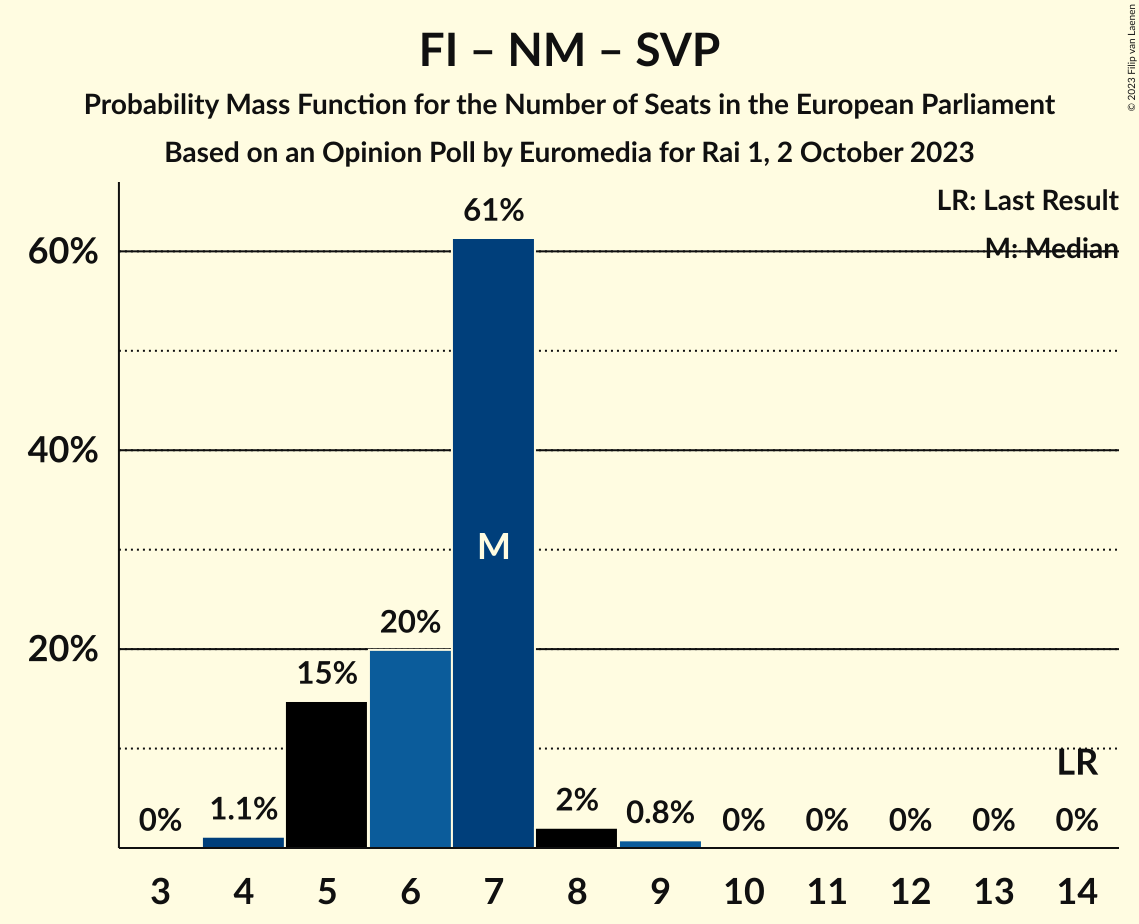 FI – NM – SVP
Probability Mass Function for the Number of Seats in the European Parliament
Based on an Opinion Poll by Euromedia for Rai 1, 2 October 2023
© 2023 Filip van Laenen
LR: Last Result
M: Median
60%
40%
20%
0%
1.1%
15%
20%
61%
M
2%
0.8%
0%
0%
0%
0%
LR
0%
3 4 5 6 7 8 9 10 11 12 13 14